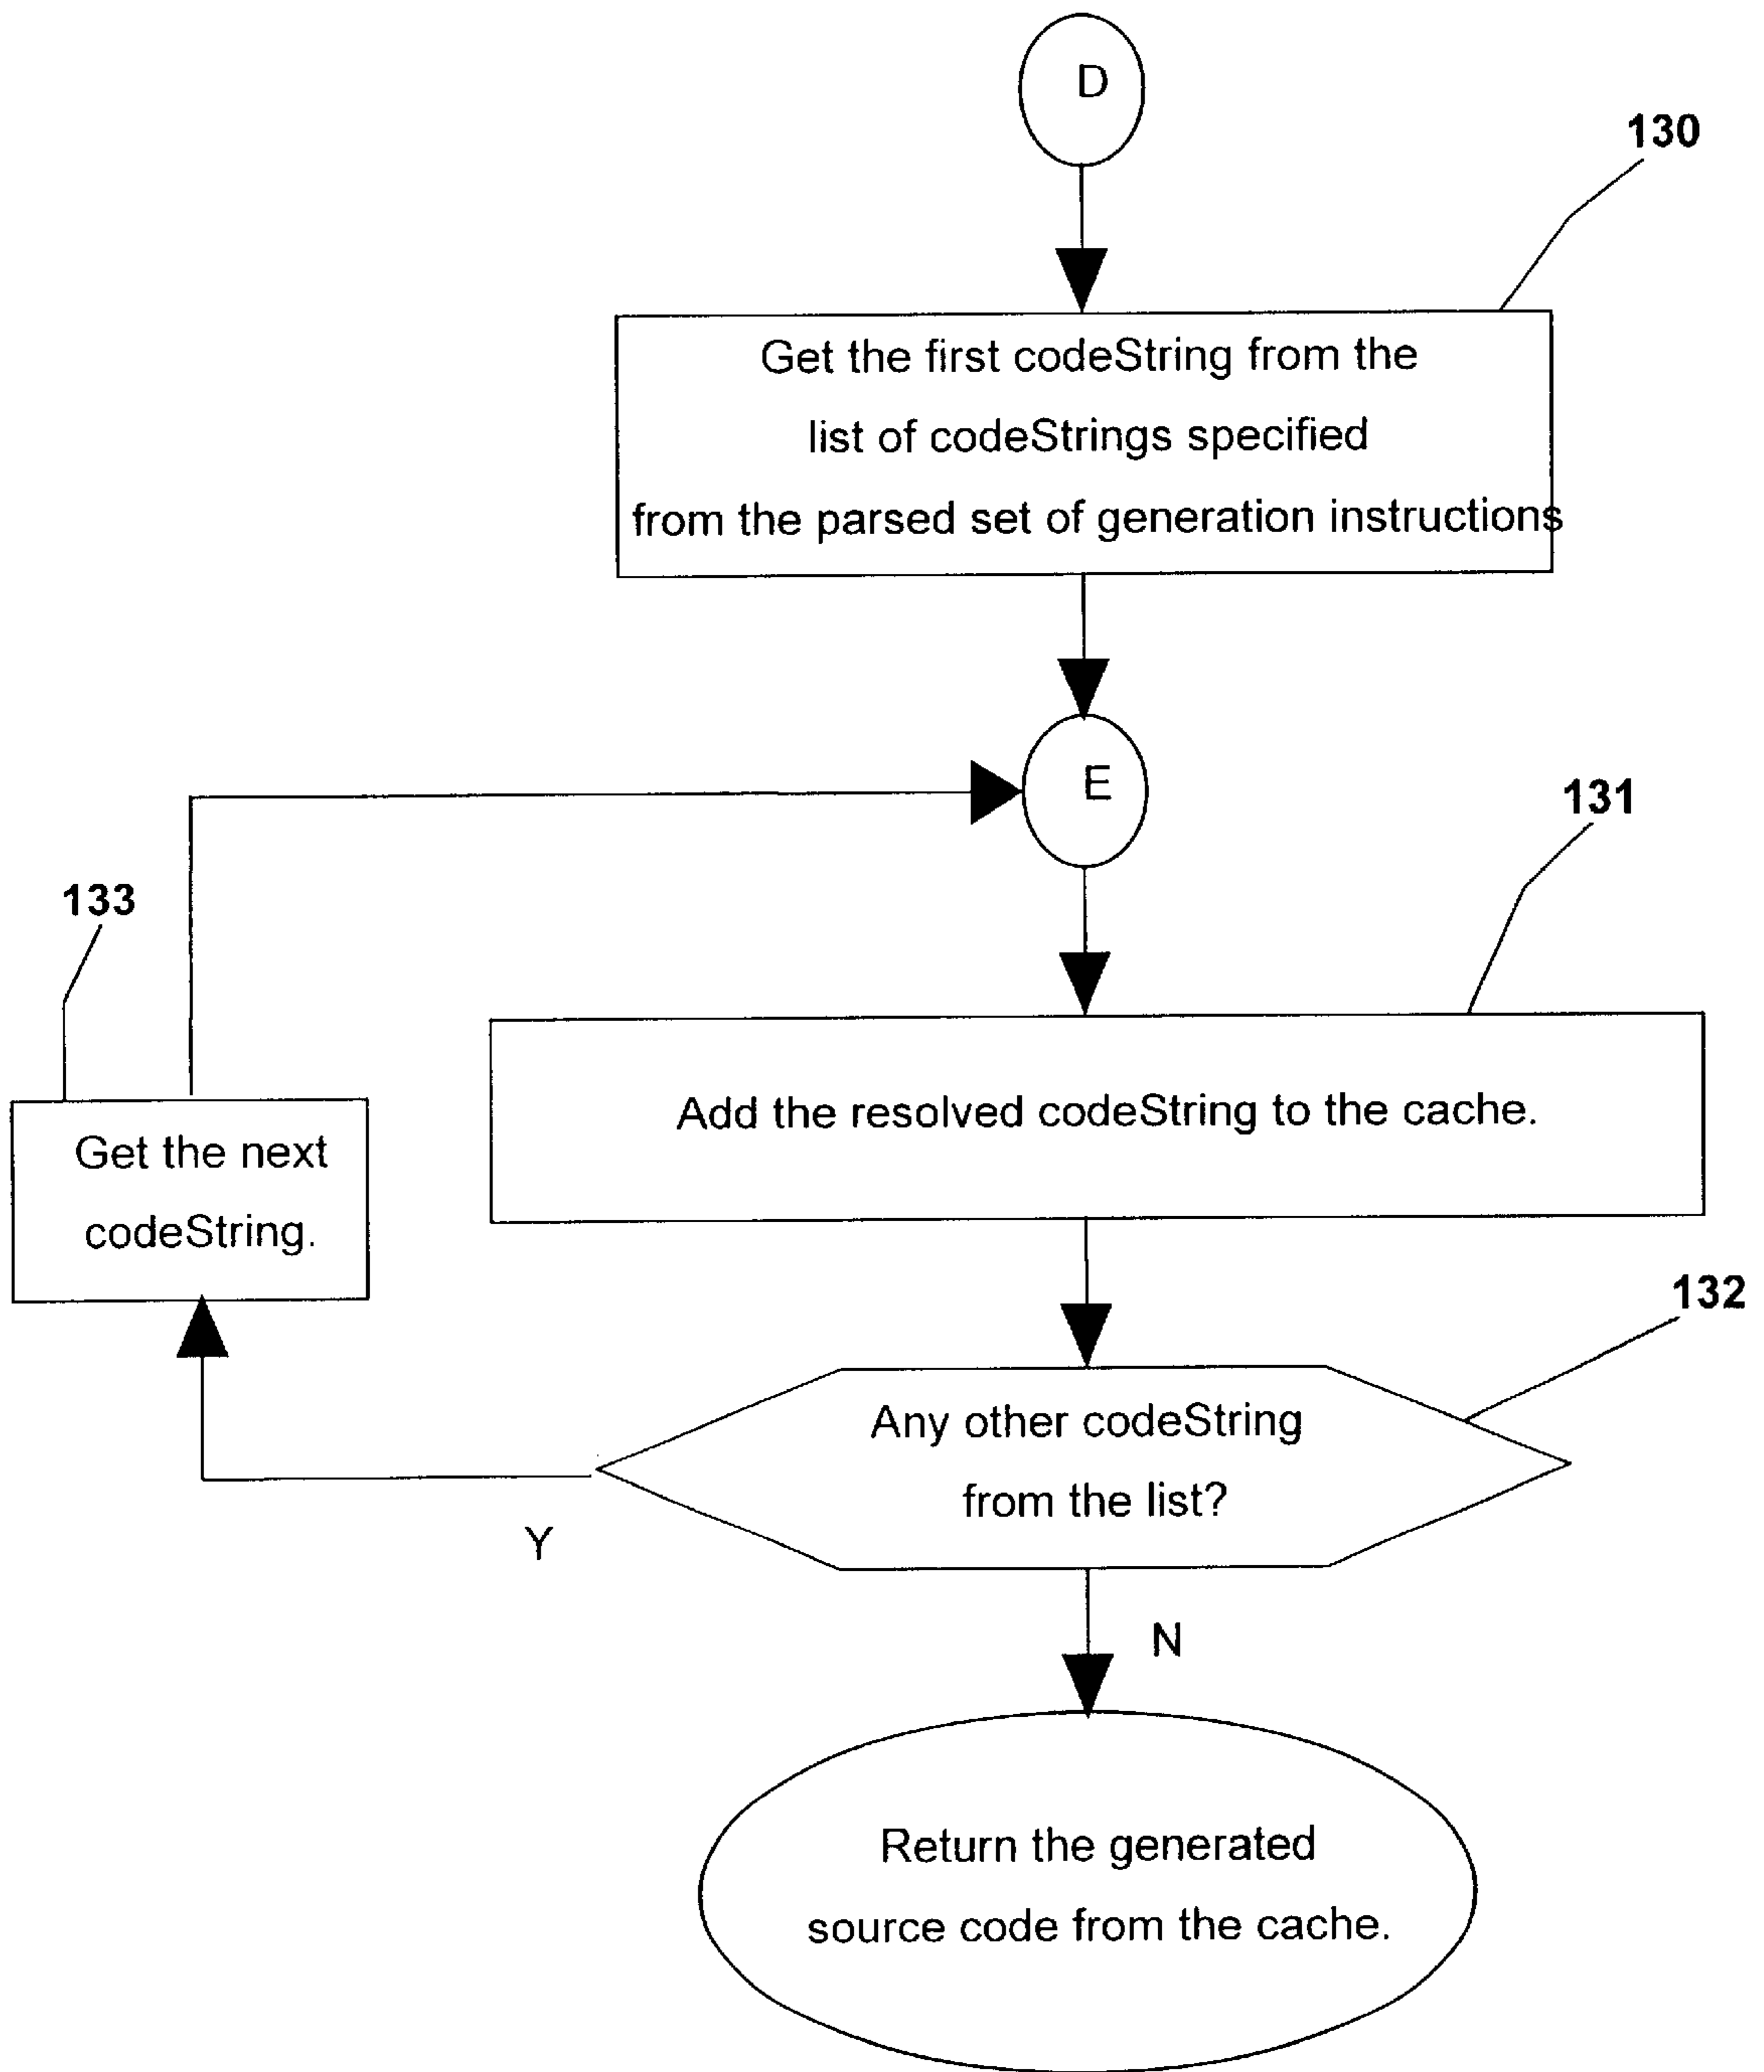 D
130
Get the first codeString from the
list of codeStrings specified
from the parsed set of generation instructions
E
131
133
Add the resolved codeString to the cache.
Get the next
codeString.
132
Any other codeString
from the list?
Y
N
Return the generated
source code from the cache.